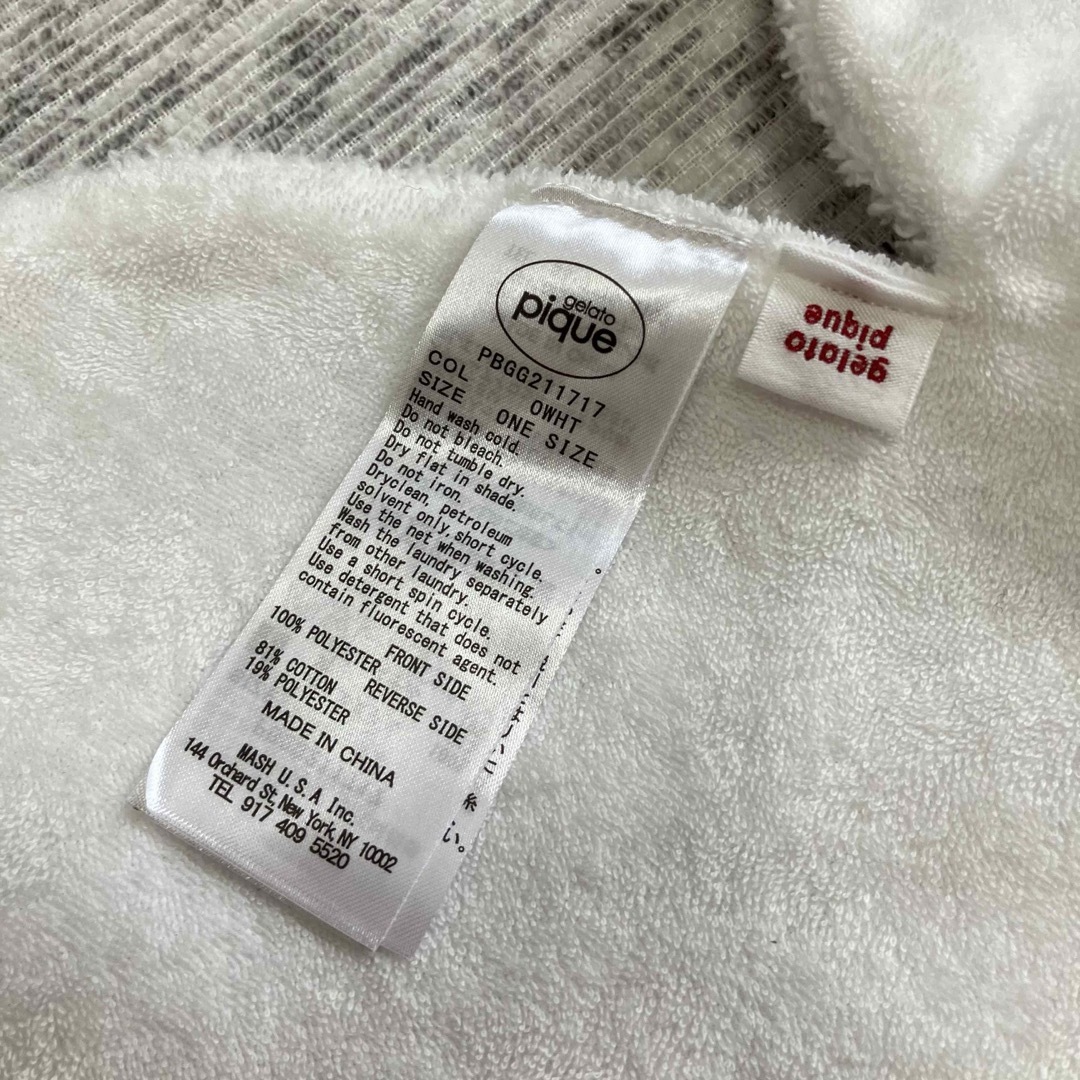 gelato
pique
PBGG211717
COL OWHT
SIZE ONE SIZE
Hand wash cold.
Do not bleach.
Do not tumble dry.
Dry flat in shade.
Do not iron.
Dryclean, petroleum
solvent only, short cycle.
Use the net when washing.
Wash the laundry separately
from other laundry.
Use a short spin cycle.
Use detergent that does not
contain fluorescent agent.
100% POLYESTER FRONT SIDE
81% COTTON REVERSE SIDE
19% POLYESTER
MADE IN CHINA
MASH U.S.A Inc.
144 Orchard St, New York, NY 10002
TEL 917 409 5520
gelato
pique